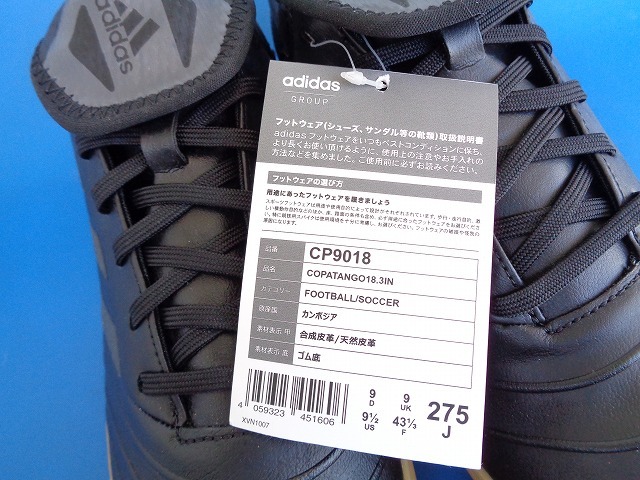 adidas
adidas
GROUP
フットウェア(シューズ、サンダル等の靴類)取扱説明書
adidasフットウェアをいつもベストコンディションに保ち、
より長くお使い頂けるように、使用上の注意やお手入れの
方法などを集めました。ご使用前に必ずお読みください。
フットウェアの選び方
用途にあったフットウェアを履きましょう
品番 CP9018
品名 COPATANGO18.3IN
カテゴリー FOOTBALL/SOCCER
原産国 カンボジア
素材表示 甲 合成皮革/天然皮革
素材表示 底 ゴム底
4 059323 451606
XVN1007
9 D 9 UK
9½ US 43⅓ F
275 J